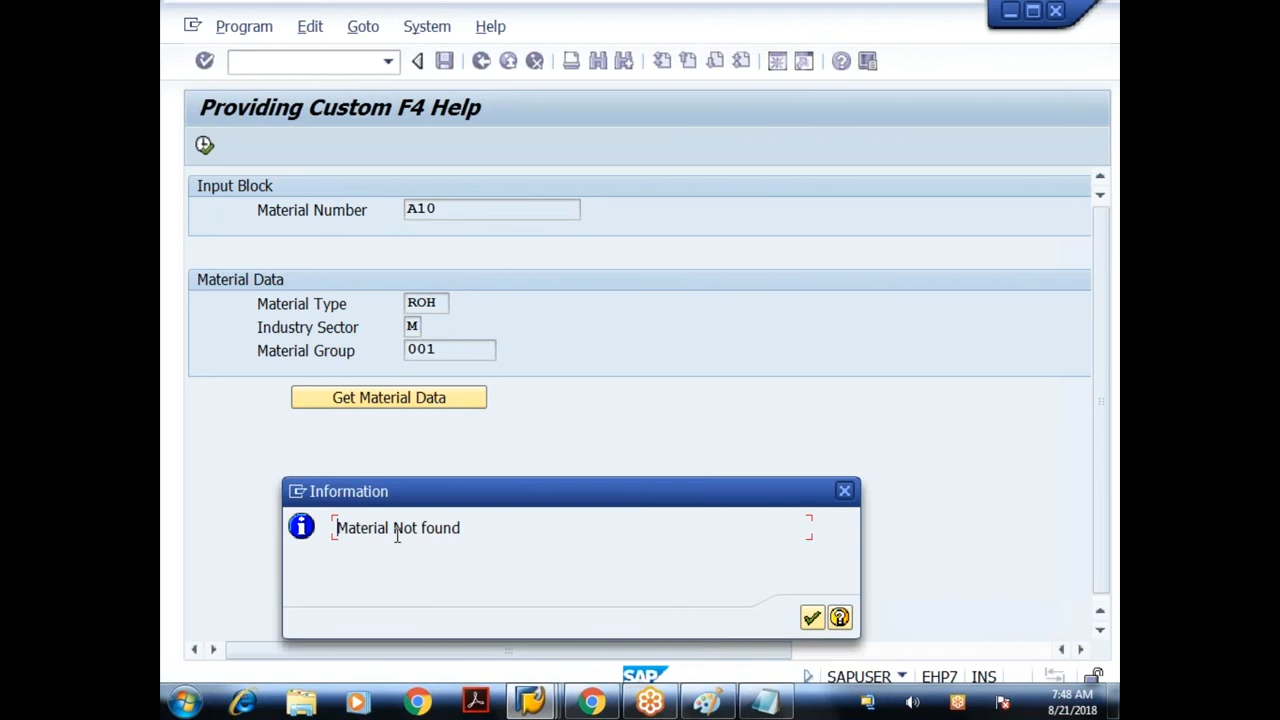 Program Edit Goto System Help
Providing Custom F4 Help
Input Block
Material Number A10
Material Data
Material Type ROH
Industry Sector M
Material Group 001
Get Material Data
Information
Material Not found
SAP
SAPUSER EHP7 INS
7:48 AM
8/21/2018